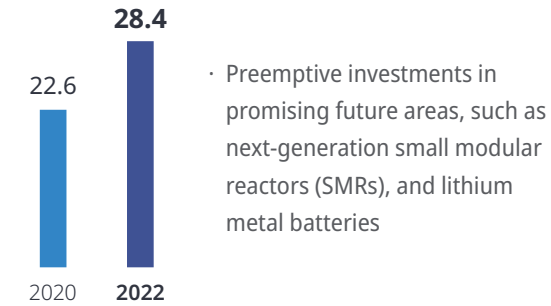 28.4
22.6
2020
2022
· Preemptive investments in
promising future areas, such as
next-generation small modular
reactors (SMRs), and lithium
metal batteries